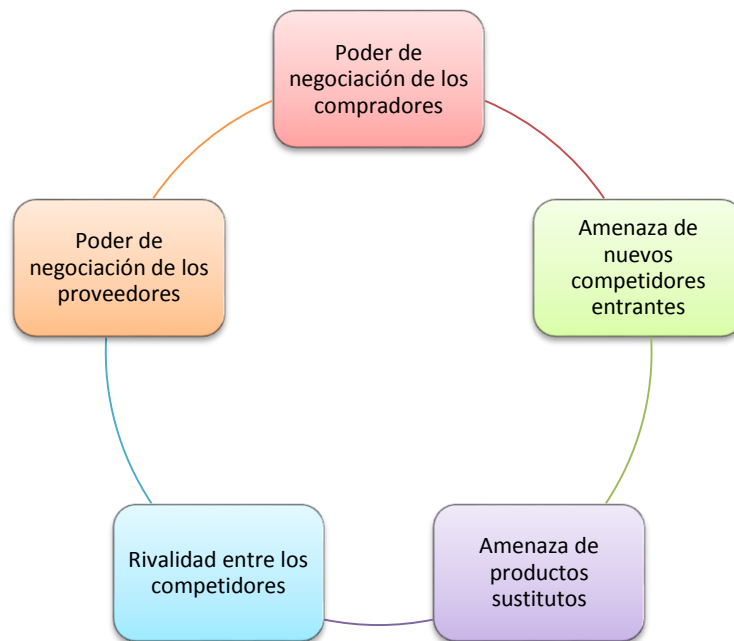 Poder de
negociación de los
compradores
Amenaza de
nuevos
competidores
entrantes
Amenaza de
productos
sustitutos
Rivalidad entre los
competidores
Poder de
negociación de los
proveedores